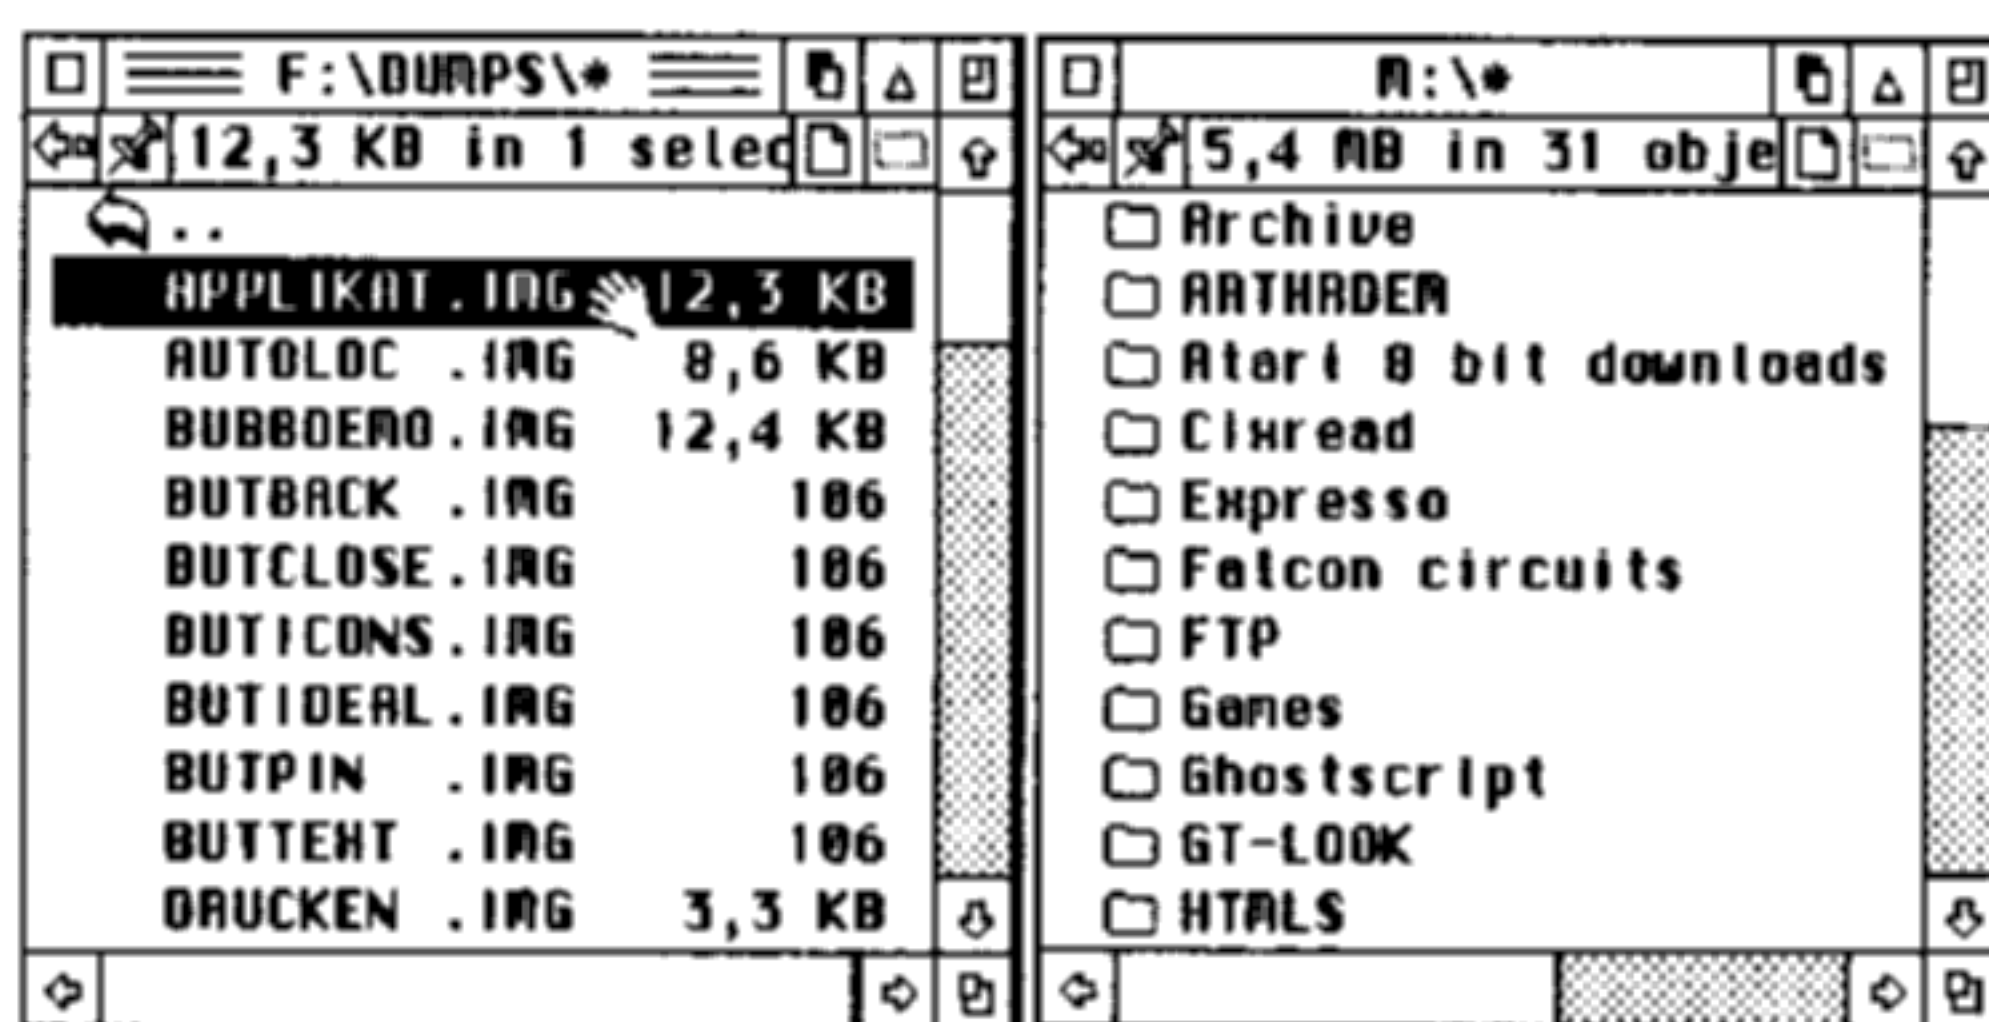 F:\DUMPS\*
12,3 KB in 1 selec
..
APPLIKAT.IMG 12,3 KB
AUTOLOC .IMG 8,6 KB
BUBBDEMO.IMG 12,4 KB
BUTBACK .IMG 106
BUTCLOSE.IMG 106
BUTICONS.IMG 106
BUTIDEAL.IMG 106
BUTPIN .IMG 106
BUTTEXT .IMG 106
DRUCKEN .IMG 3,3 KB
M:\*
5,4 MB in 31 obje
Archive
ARTHRDEM
Atari 8 bit downloads
Cixread
Expresso
Falcon circuits
FTP
Games
Ghostscript
GT-LOOK
HTMLS